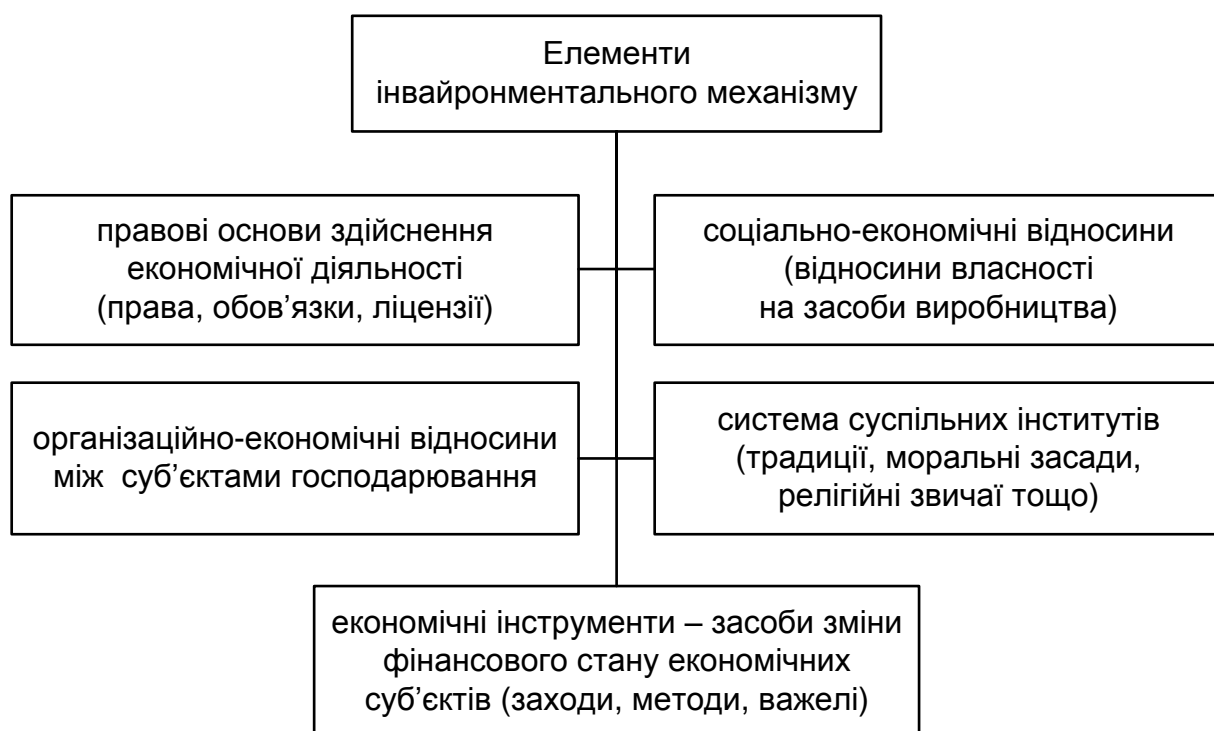 Елементи
інвайронментального механізму
правові основи здійснення
економічної діяльності
(права, обов’язки, ліцензії)
соціально-економічні відносини
(відносини власності
на засоби виробництва)
організаційно-економічні відносини
між суб’єктами господарювання
система суспільних інститутів
(традиції, моральні засади,
релігійні звичаї тощо)
економічні інструменти – засоби зміни
фінансового стану економічних
суб’єктів (заходи, методи, важелі)